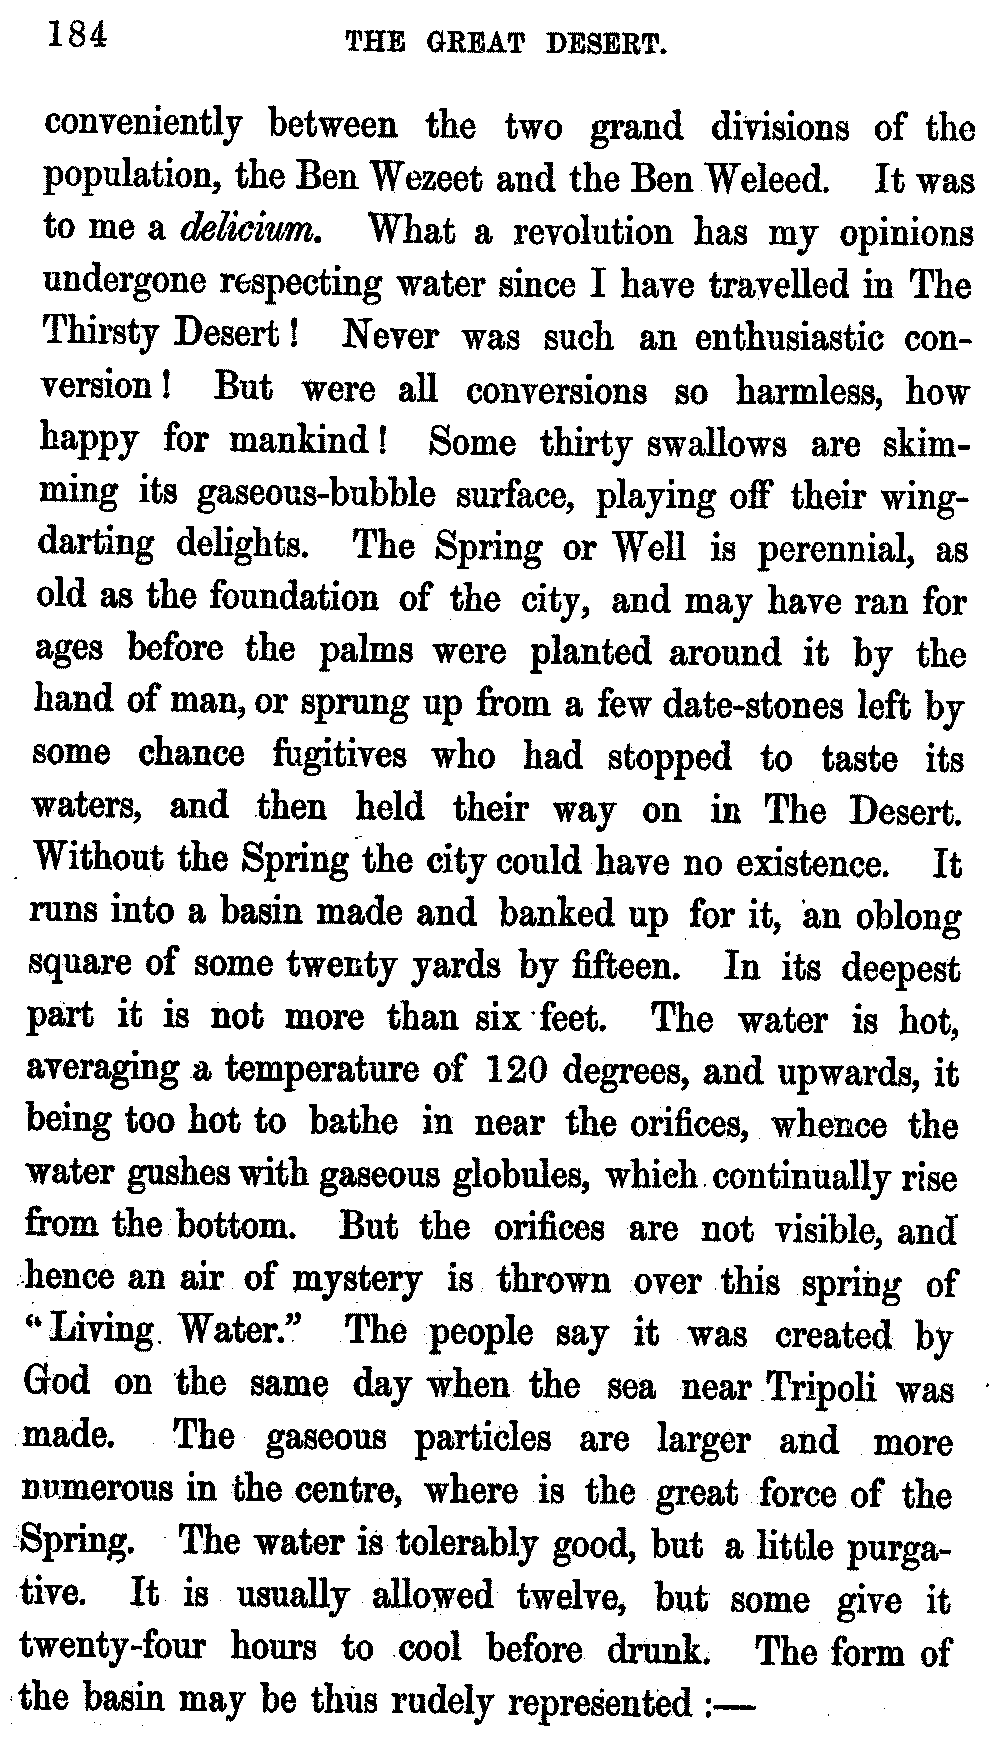 184 THE GREAT DESERT.
conveniently between the two grand divisions of the
population, the Ben Wezeet and the Ben Weleed. It was
to me a delicium. What a revolution has my opinions
undergone respecting water since I have travelled in The
Thirsty Desert! Never was such an enthusiastic con-
version! But were all conversions so harmless, how
happy for mankind! Some thirty swallows are skim-
ming its gaseous-bubble surface, playing off their wing-
darting delights. The Spring or Well is perennial, as
old as the foundation of the city, and may have ran for
ages before the palms were planted around it by the
hand of man, or sprung up from a few date-stones left by
some chance fugitives who had stopped to taste its
waters, and then held their way on in The Desert.
Without the Spring the city could have no existence. It
runs into a basin made and banked up for it, an oblong
square of some twenty yards by fifteen. In its deepest
part it is not more than six feet. The water is hot,
averaging a temperature of 120 degrees, and upwards, it
being too hot to bathe in near the orifices, whence the
water gushes with gaseous globules, which continually rise
from the bottom. But the orifices are not visible, and
hence an air of mystery is thrown over this spring of
“Living Water.” The people say it was created by
God on the same day when the sea near Tripoli was
made. The gaseous particles are larger and more
numerous in the centre, where is the great force of the
Spring. The water is tolerably good, but a little purga-
tive. It is usually allowed twelve, but some give it
twenty-four hours to cool before drunk. The form of
the basin may be thus rudely represented :—